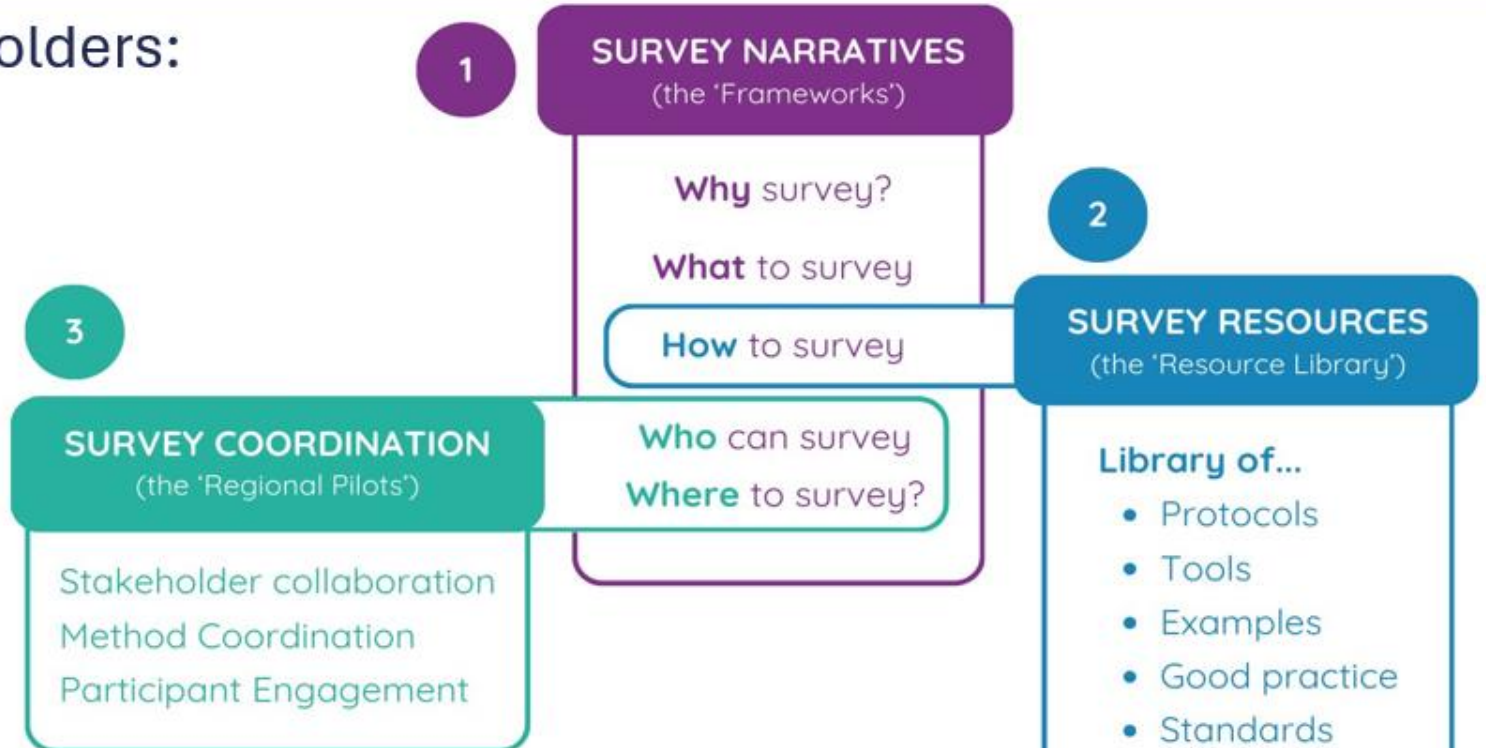 olders:
1
SURVEY NARRATIVES
(the ‘Frameworks’)
Why survey?
What to survey
How to survey
Who can survey
Where to survey?
2
SURVEY RESOURCES
(the ‘Resource Library’)
Library of...
• Protocols
• Tools
• Examples
• Good practice
• Standards
3
SURVEY COORDINATION
(the ‘Regional Pilots’)
Stakeholder collaboration
Method Coordination
Participant Engagement